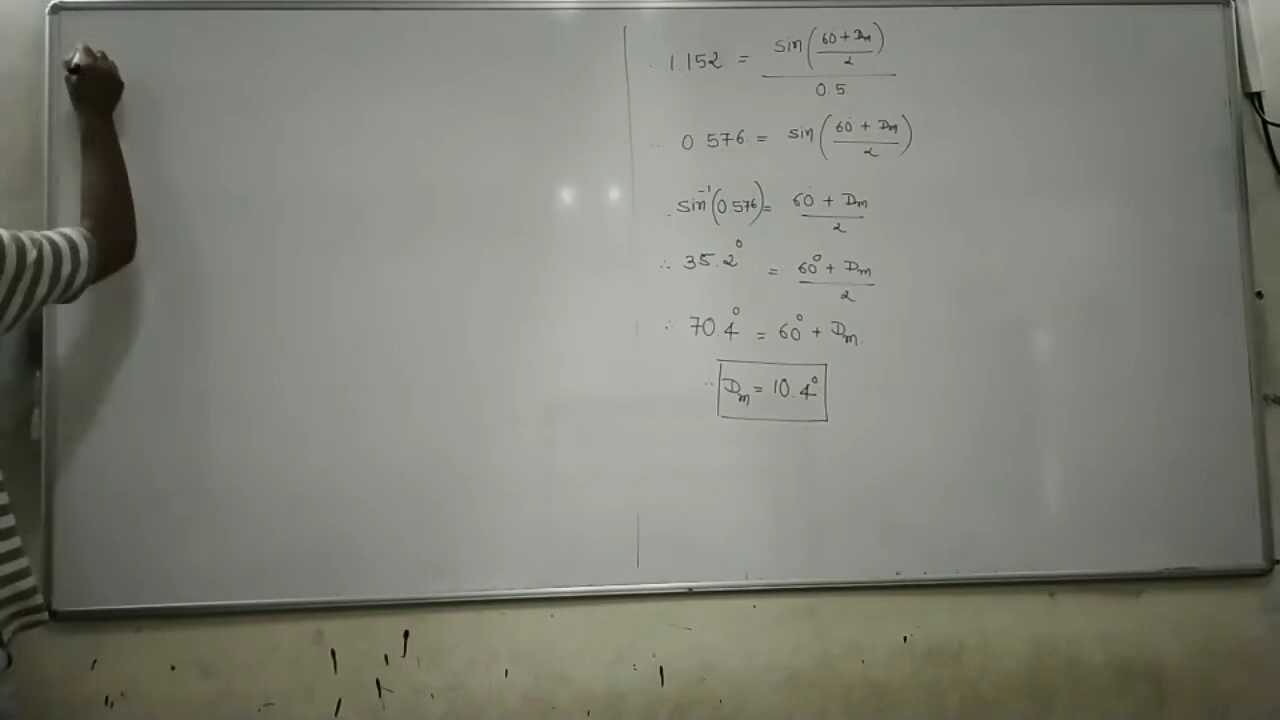 1.152 = sin(60+Dm/2)/0.5
0.576 = sin(60 + Dm/2)
sin⁻¹(0.576) = 60 + Dm/2
∴ 35.2° = 60° + Dm/2
∴ 70.4° = 60° + Dm
∴ Dm = 10.4°